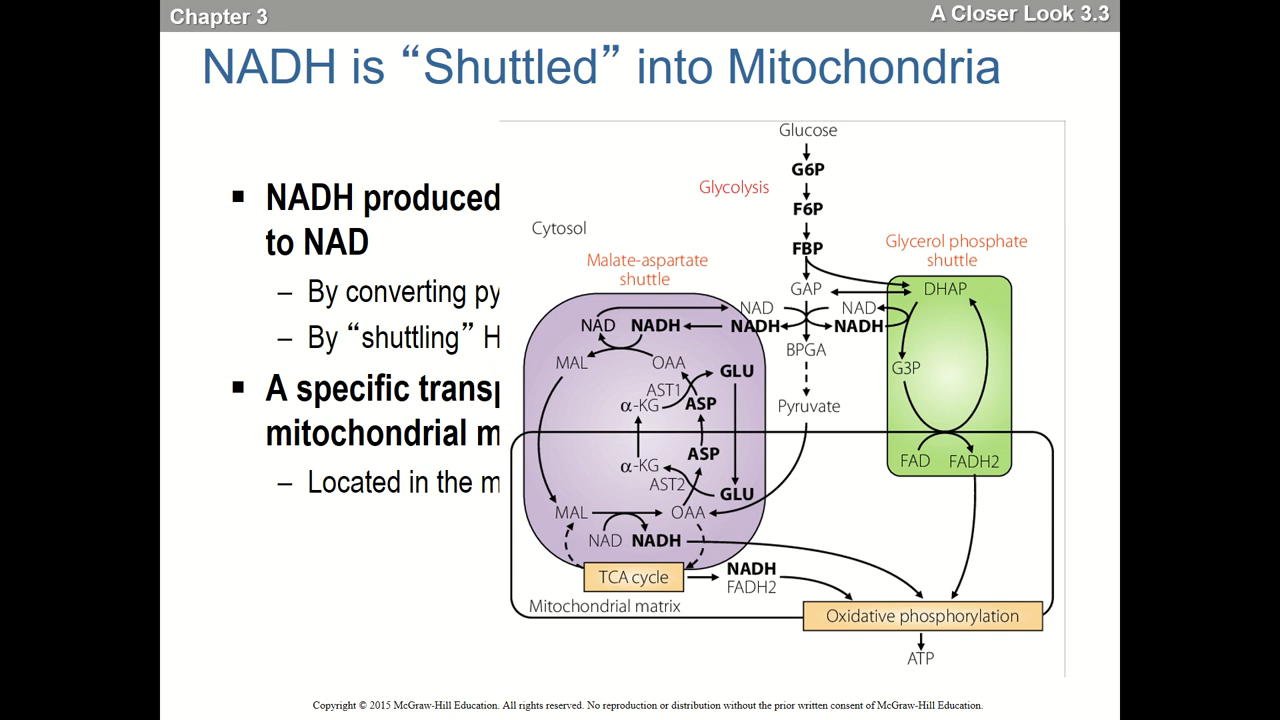 Chapter 3
A Closer Look 3.3
NADH is “Shuttled” into Mitochondria
▪ NADH produced
to NAD
– By converting py
– By “shuttling” H
▪ A specific transp
mitochondrial m
– Located in the m
Glucose
G6P
Glycolysis
F6P
Cytosol
FBP
Glycerol phosphate
shuttle
Malate-aspartate
shuttle
GAP
DHAP
NAD
NAD
NAD
NADH
NADH
NADH
BPGA
MAL
OAA
GLU
G3P
AST1
α-KG
ASP
Pyruvate
ASP
α-KG
FAD
FADH2
AST2
GLU
MAL
OAA
NAD
NADH
TCA cycle
NADH
FADH2
Mitochondrial matrix
Oxidative phosphorylation
ATP
Copyright © 2015 McGraw-Hill Education. All rights reserved. No reproduction or distribution without the prior written consent of McGraw-Hill Education.